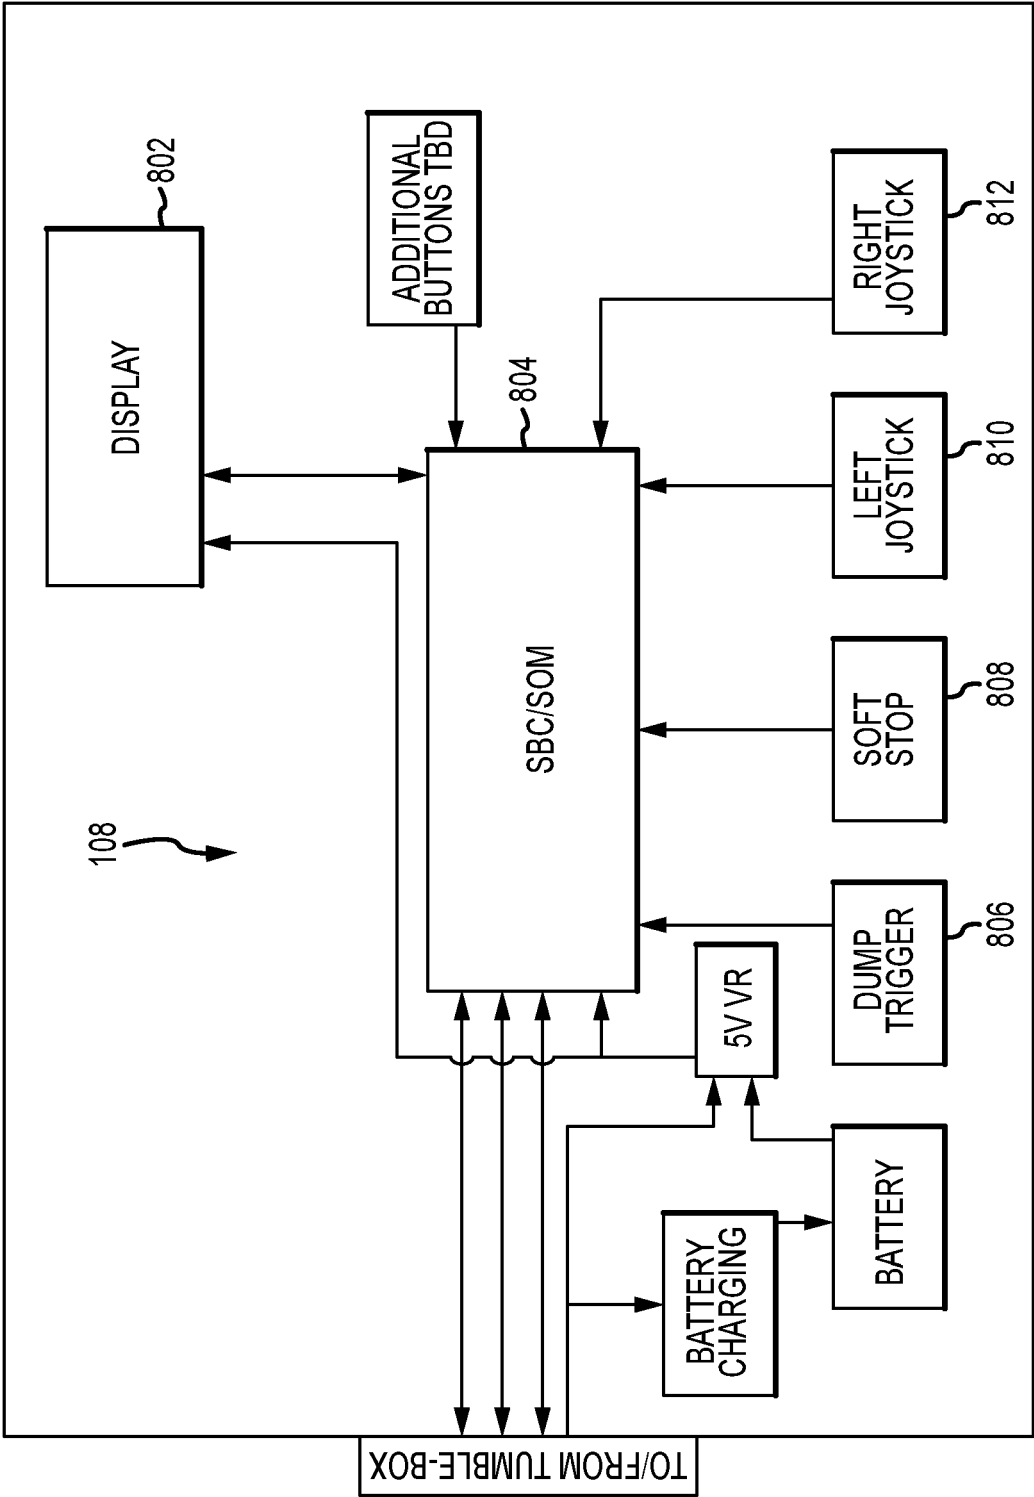 108
DISPLAY
802
ADDITIONAL
BUTTONS TBD
SBC/SOM
804
TO/FROM TUMBLE-BOX
5V VR
BATTERY
CHARGING
BATTERY
DUMP
TRIGGER
806
SOFT
STOP
808
LEFT
JOYSTICK
810
RIGHT
JOYSTICK
812